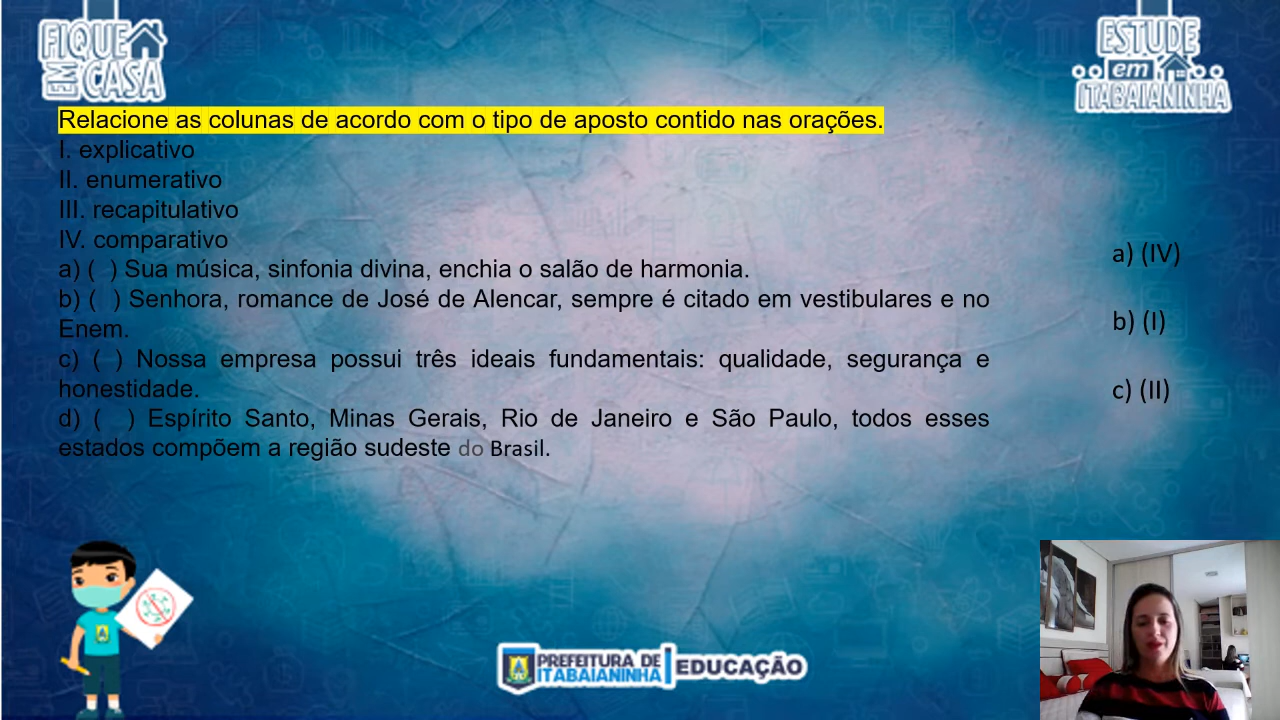 FIQUE EM CASA
ESTUDE em ITABAIANINHA
Relacione as colunas de acordo com o tipo de aposto contido nas orações.
I. explicativo
II. enumerativo
III. recapitulativo
IV. comparativo
a) (  ) Sua música, sinfonia divina, enchia o salão de harmonia.
b) (  ) Senhora, romance de José de Alencar, sempre é citado em vestibulares e no
Enem.
c) (  ) Nossa empresa possui três ideais fundamentais: qualidade, segurança e
honestidade.
d) (  ) Espírito Santo, Minas Gerais, Rio de Janeiro e São Paulo, todos esses
estados compõem a região sudeste do Brasil.
a) (IV)
b) (I)
c) (II)
PREFEITURA DE
ITABAIANINHA
EDUCAÇÃO